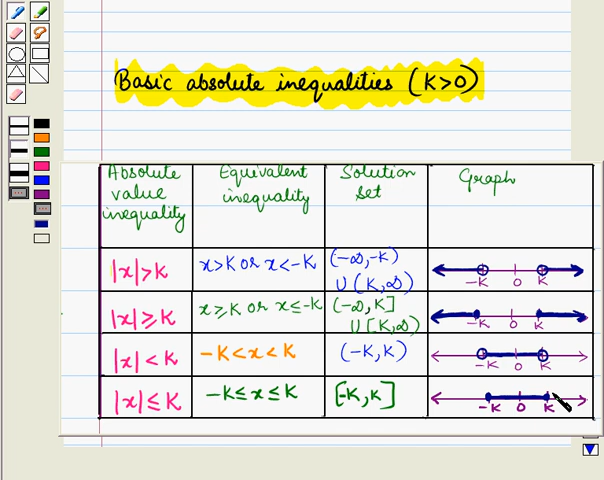 Basic absolute inequalities (K>0)
Absolute value inequality
Equivalent inequality
Solution set
Graph
|x|>K
x>K or x<-K
(-∞,-K)
∪(K,∞)
-K 0 K
|x|≥K
x≥K or x≤-K
(-∞,K]
∪[K,∞)
-K 0 K
|x|<K
-K<x<K
(-K,K)
-K 0 K
|x|≤K
-K≤x≤K
[-K,K]
-K 0 K